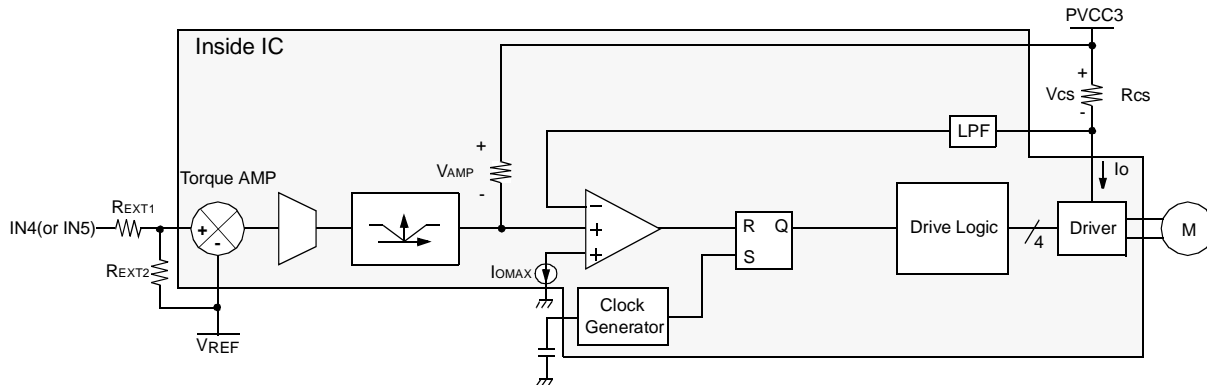 PVCC3
Inside IC
+
Vcs
-
Rcs
LPF
+
VAMP
-
Io
Torque AMP
REXT1
IN4(or IN5)
+
-
REXT2
VREF
−
+
+
IOMAX
R Q
S
Clock
Generator
Drive Logic
4
Driver
M